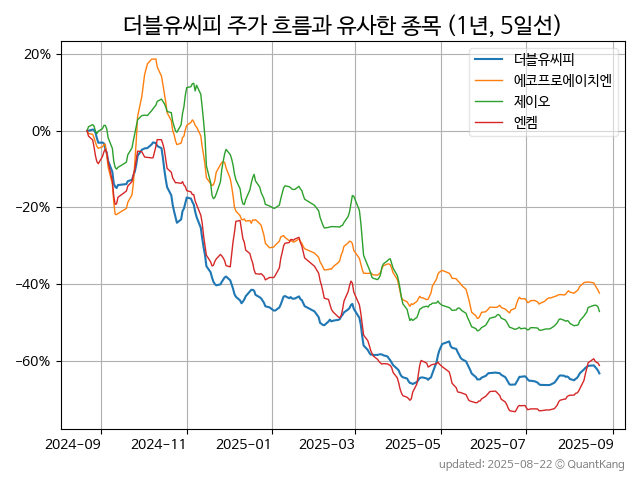 더블유씨피 주가 흐름과 유사한 종목 (1년, 5일선)
더블유씨피
에코프로에이치엔
제이오
엔켐
20%
0%
−20%
−40%
−60%
2024-09 2024-11 2025-01 2025-03 2025-05 2025-07 2025-09
updated: 2025-08-22 © QuantKang